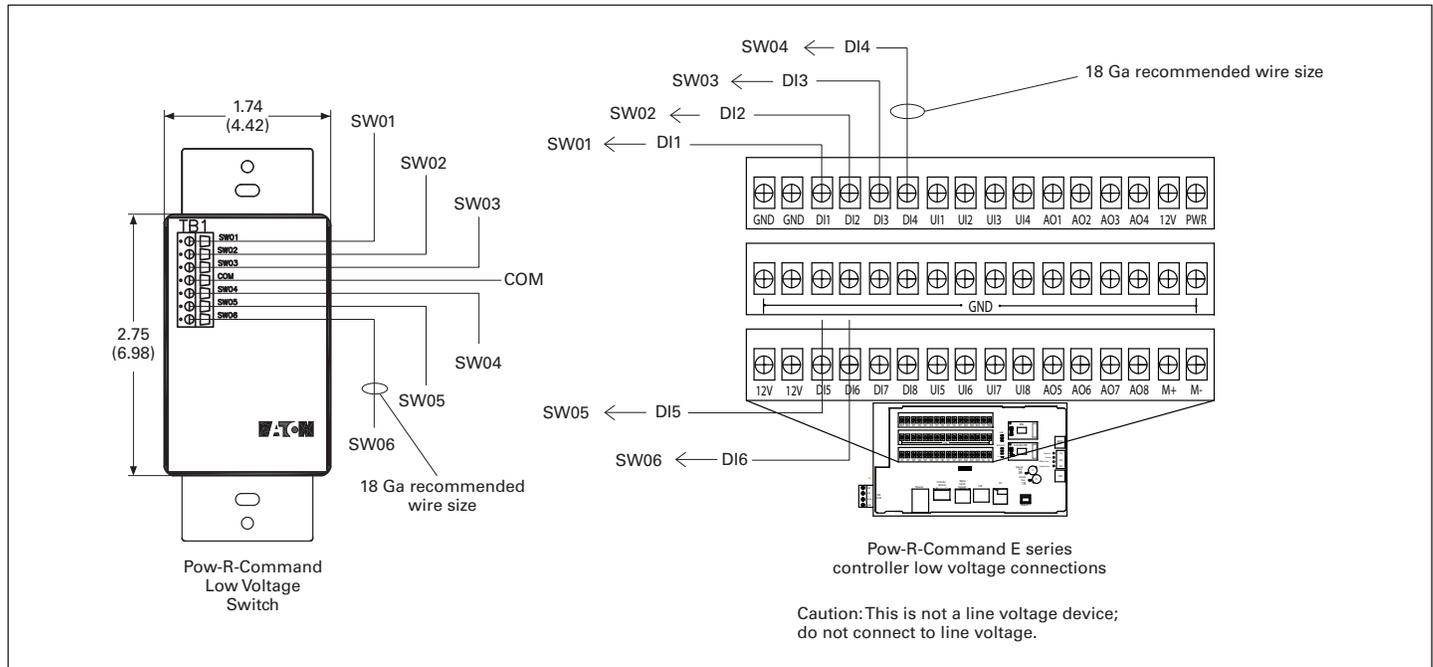 1.74
(4.42)
SW01
SW02
SW03
COM
SW04
SW05
SW06
TB1
SW01
SW02
SW03
COM
SW04
SW05
SW06
2.75
(6.98)
EATON
18 Ga recommended
wire size
Pow-R-Command
Low Voltage
Switch
SW04 DI4
SW03 DI3
SW02 DI2
SW01 DI1
18 Ga recommended wire size
GND GND DI1 DI2 DI3 DI4 UI1 UI2 UI3 UI4 AO1 AO2 AO3 AO4 12V PWR
GND
12V 12V DI5 DI6 DI7 DI8 UI5 UI6 UI7 UI8 AO5 AO6 AO7 AO8 M+ M-
SW05 DI5
SW06 DI6
Pow-R-Command E series
controller low voltage connections
Caution: This is not a line voltage device;
do not connect to line voltage.